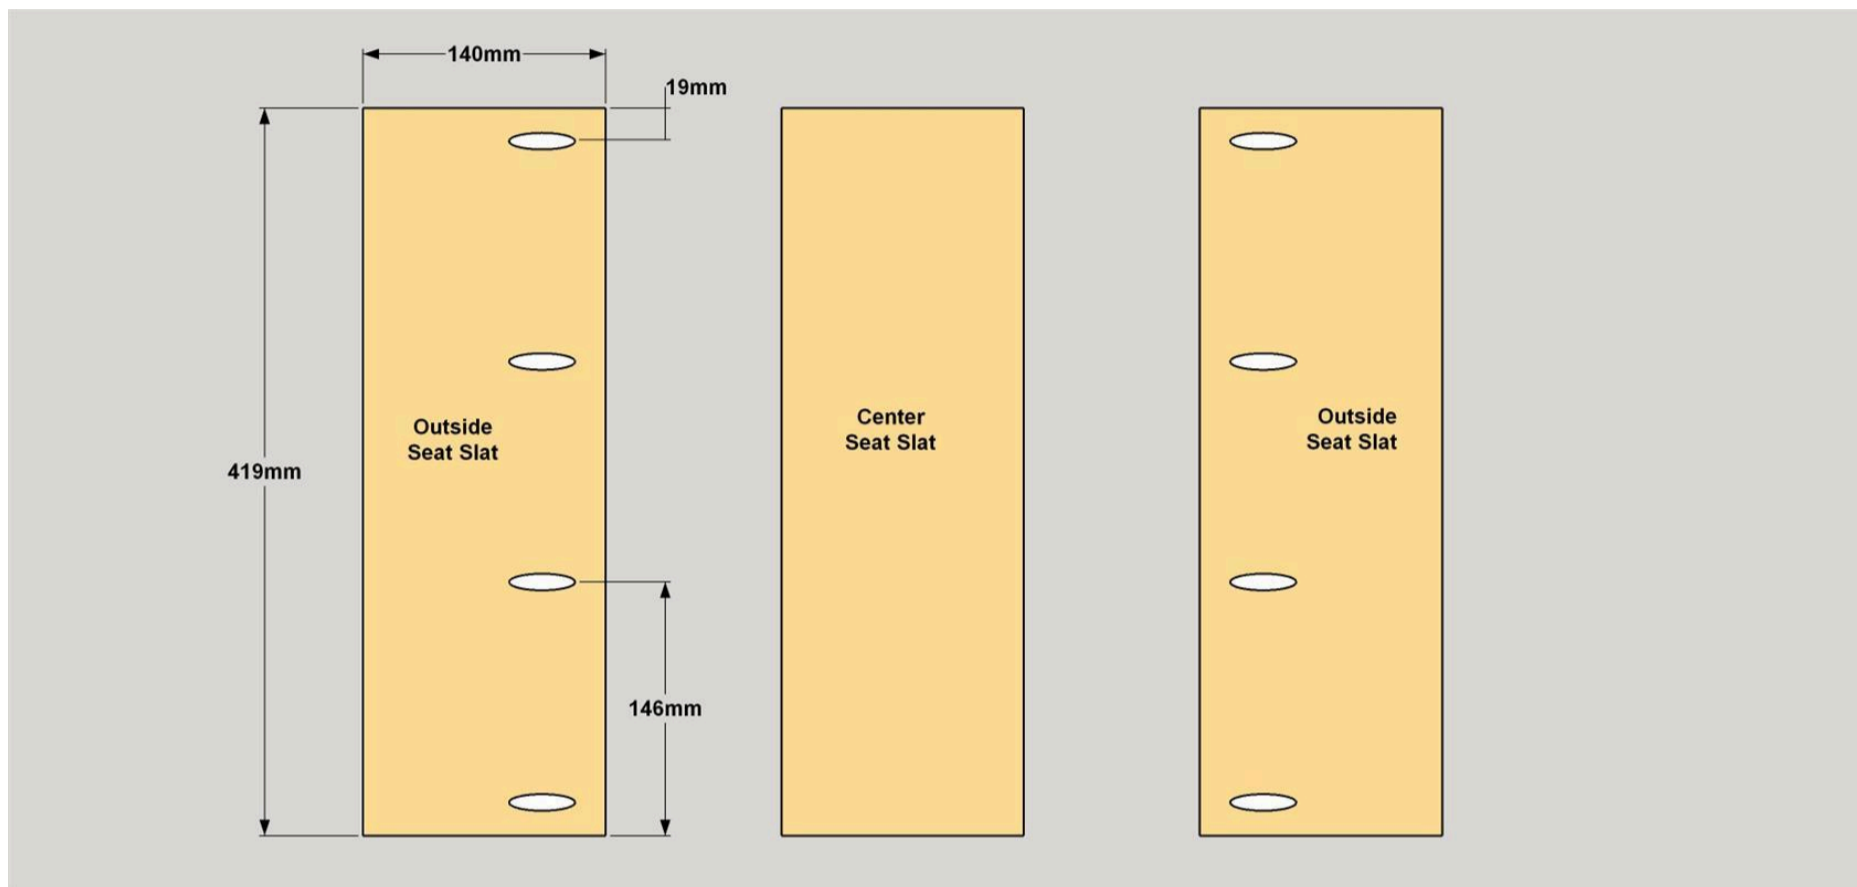 140mm
19mm
Outside
Seat Slat
Center
Seat Slat
Outside
Seat Slat
419mm
146mm